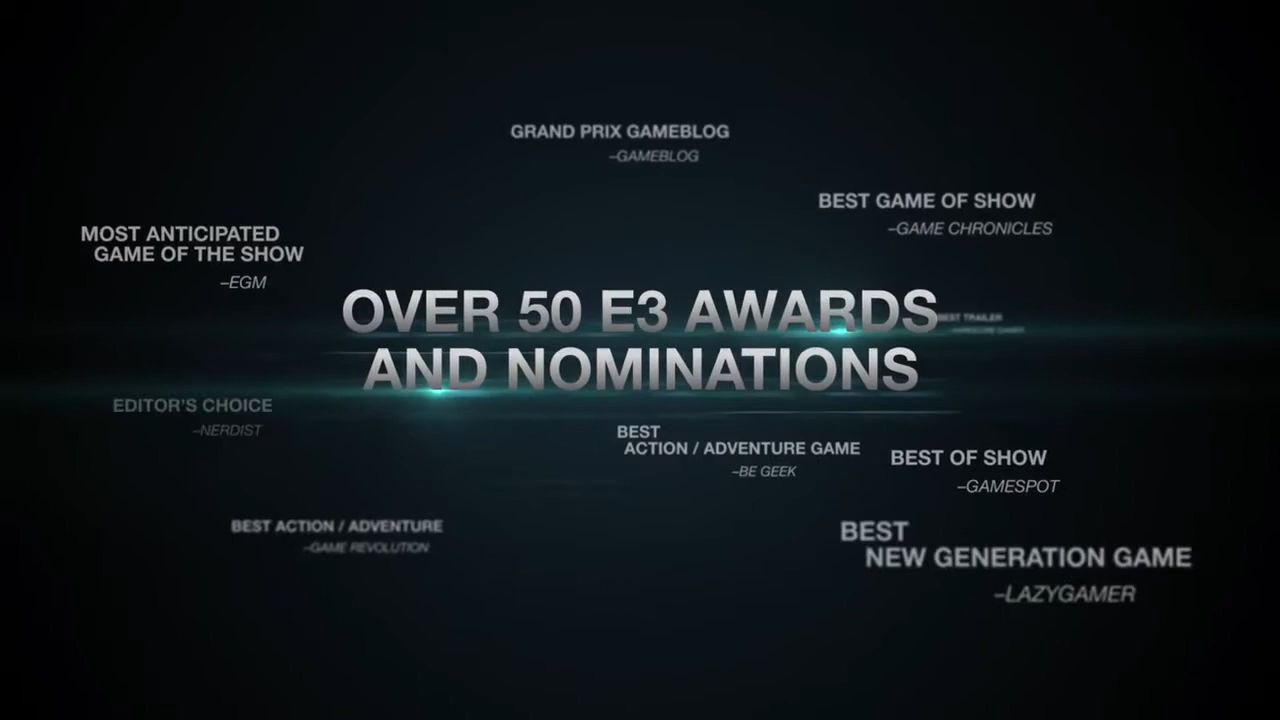 GRAND PRIX GAMEBLOG
–GAMEBLOG
BEST GAME OF SHOW
–GAME CHRONICLES
MOST ANTICIPATED
GAME OF THE SHOW
–EGM
OVER 50 E3 AWARDS
AND NOMINATIONS
BEST TRAILER
–HARDCORE GAMER
EDITOR'S CHOICE
–NERDIST
BEST
ACTION / ADVENTURE GAME
–BE GEEK
BEST OF SHOW
–GAMESPOT
BEST ACTION / ADVENTURE
–GAME REVOLUTION
BEST
NEW GENERATION GAME
–LAZYGAMER